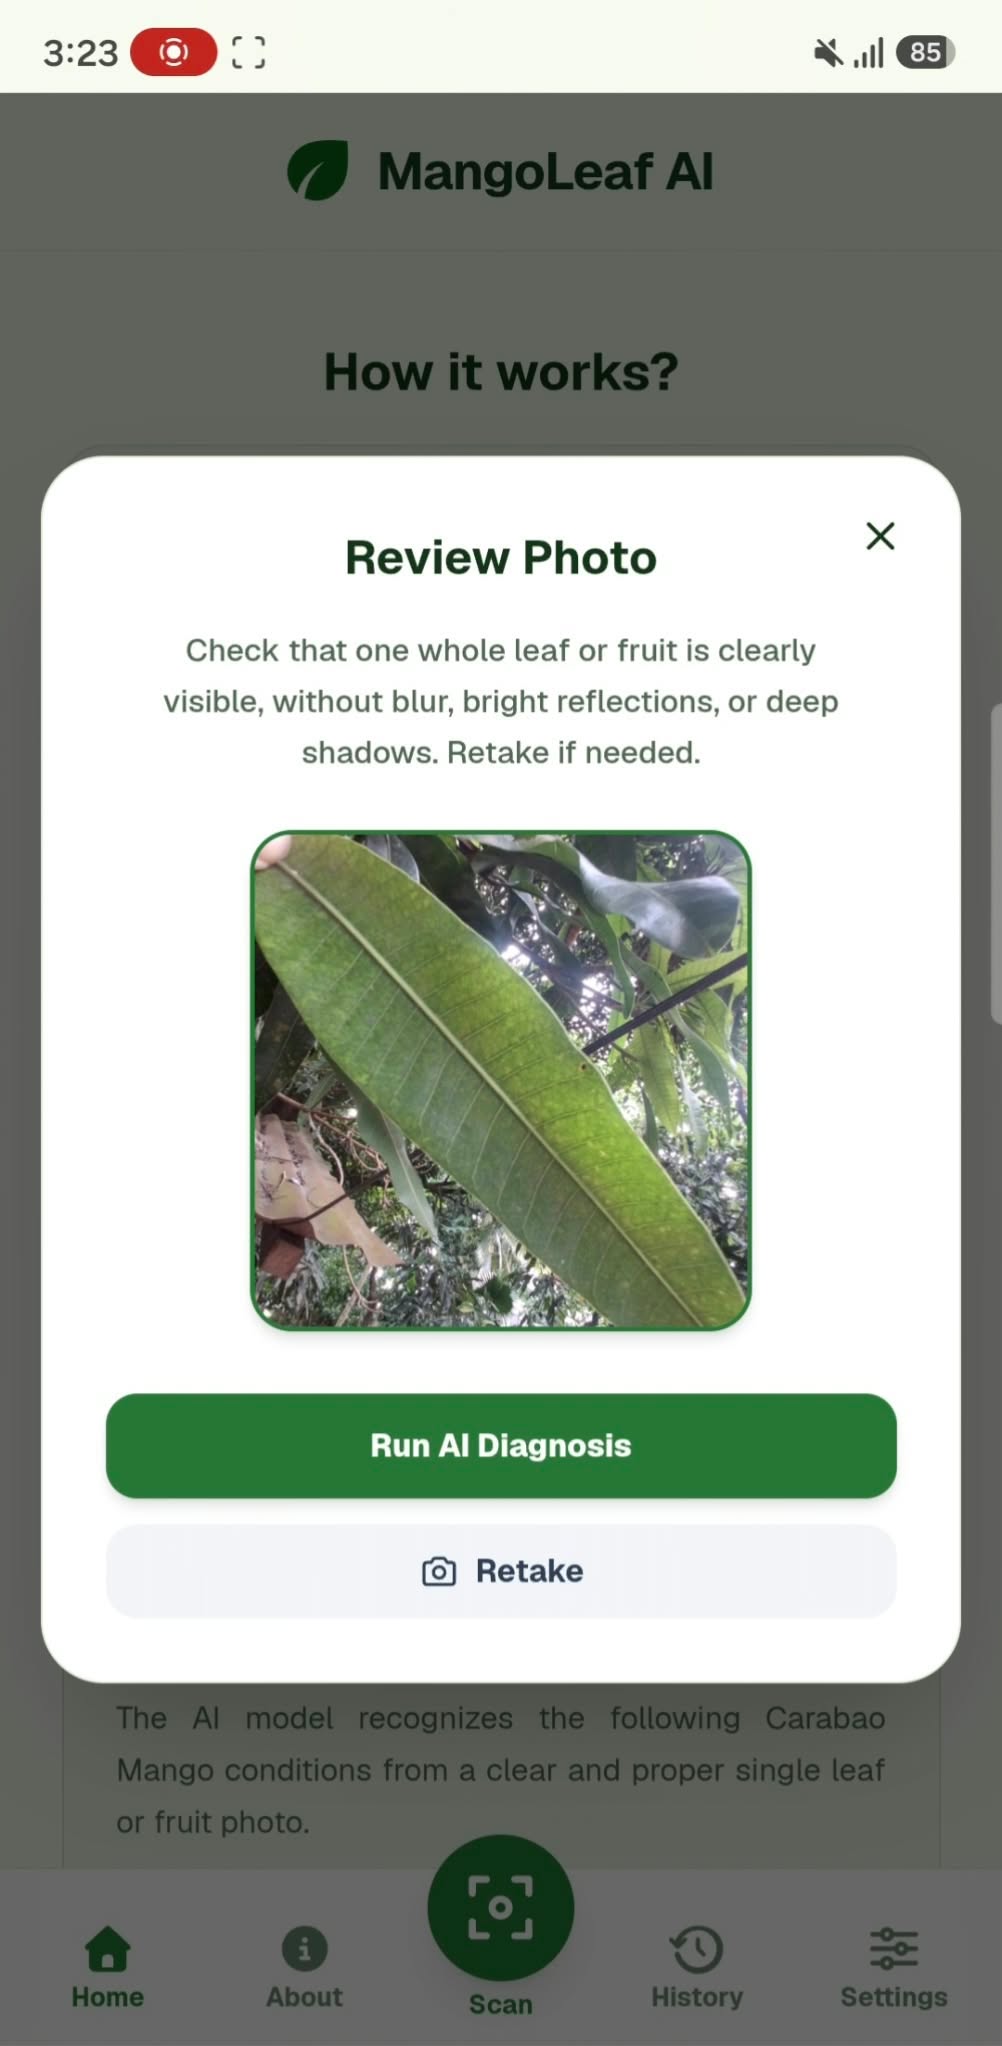 3:23
85
MangoLeaf AI
How it works?
Review Photo
Check that one whole leaf or fruit is clearly
visible, without blur, bright reflections, or deep
shadows. Retake if needed.
Run AI Diagnosis
Retake
The AI model recognizes the following Carabao
Mango conditions from a clear and proper single leaf
or fruit photo.
Home
About
Scan
History
Settings